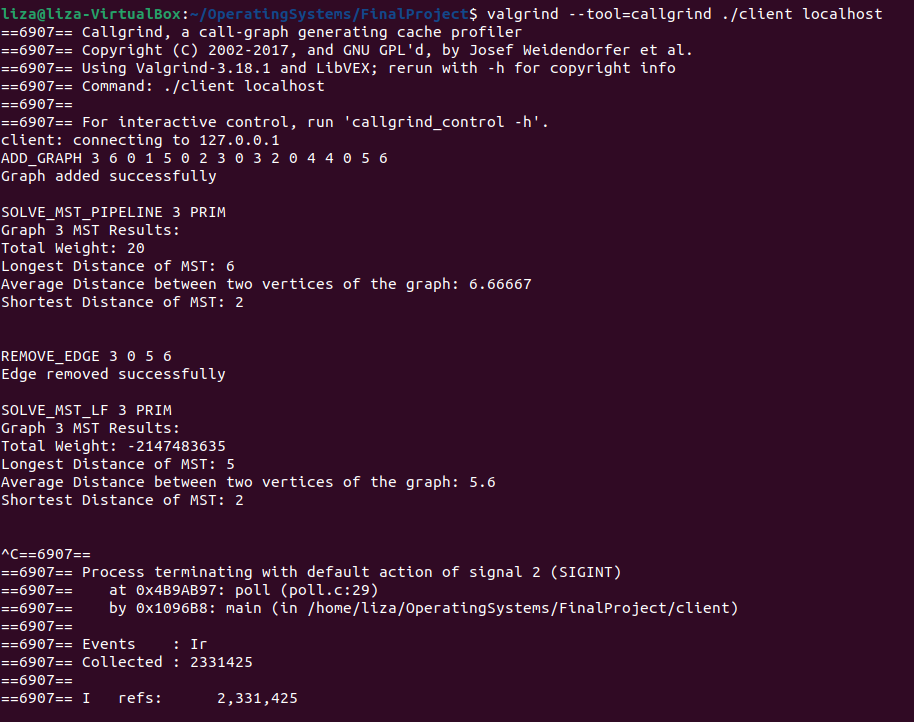 liza@liza-VirtualBox:~/OperatingSystems/FinalProject$ valgrind --tool=callgrind ./client localhost
==6907== Callgrind, a call-graph generating cache profiler
==6907== Copyright (C) 2002-2017, and GNU GPL'd, by Josef Weidendorfer et al.
==6907== Using Valgrind-3.18.1 and LibVEX; rerun with -h for copyright info
==6907== Command: ./client localhost
==6907==
==6907== For interactive control, run 'callgrind_control -h'.
client: connecting to 127.0.0.1
ADD_GRAPH 3 6 0 1 5 0 2 3 0 3 2 0 4 4 0 5 6
Graph added successfully
SOLVE_MST_PIPELINE 3 PRIM
Graph 3 MST Results:
Total Weight: 20
Longest Distance of MST: 6
Average Distance between two vertices of the graph: 6.66667
Shortest Distance of MST: 2
REMOVE_EDGE 3 0 5 6
Edge removed successfully
SOLVE_MST_LF 3 PRIM
Graph 3 MST Results:
Total Weight: -2147483635
Longest Distance of MST: 5
Average Distance between two vertices of the graph: 5.6
Shortest Distance of MST: 2
^C==6907==
==6907== Process terminating with default action of signal 2 (SIGINT)
==6907==    at 0x4B9AB97: poll (poll.c:29)
==6907==    by 0x1096B8: main (in /home/liza/OperatingSystems/FinalProject/client)
==6907==
==6907== Events    : Ir
==6907== Collected : 2331425
==6907==
==6907== I   refs:      2,331,425